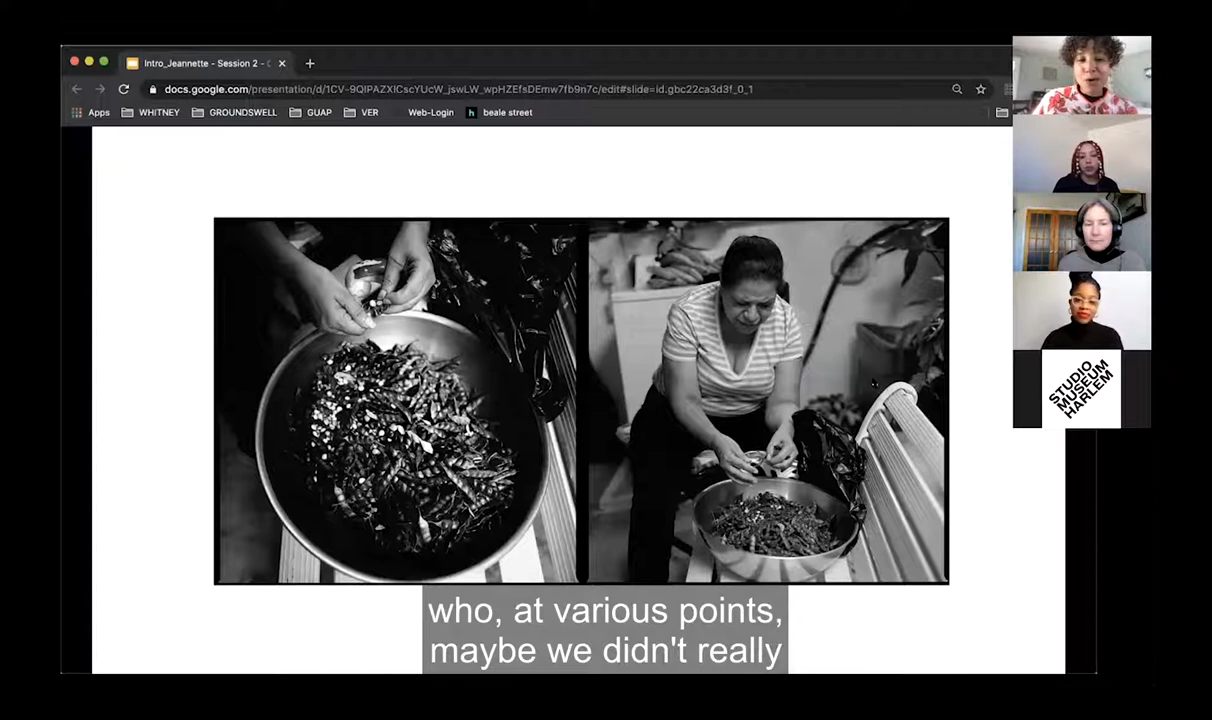 Intro_Jeannette - Session 2 - G
docs.google.com/presentation/d/1CV-9QIPAZXICscYUcW_jswLW_wpHZEfsDEmw7fb9n7c/edit#slide=id.gbc22ca3d3f_0_1
Apps WHITNEY GROUNDSWELL GUAP VER Web-Login h beale street
STUDIO
MUSEUM
HARLEM
who, at various points,
maybe we didn't really